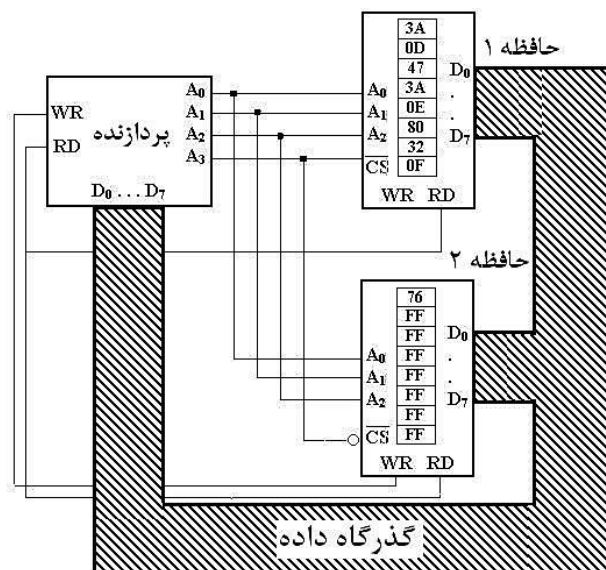 حافظه ۱
3A
0D
47
3A
0E
80
32
0F
A0
A1
A2
CS
D0
.
.
D7
WR RD
پردازنده
WR
RD
A0
A1
A2
A3
D0 . . . D7
حافظه ۲
76
FF
FF
FF
FF
FF
FF
FF
A0
A1
A2
CS
D0
.
.
D7
WR RD
گذرگاه داده